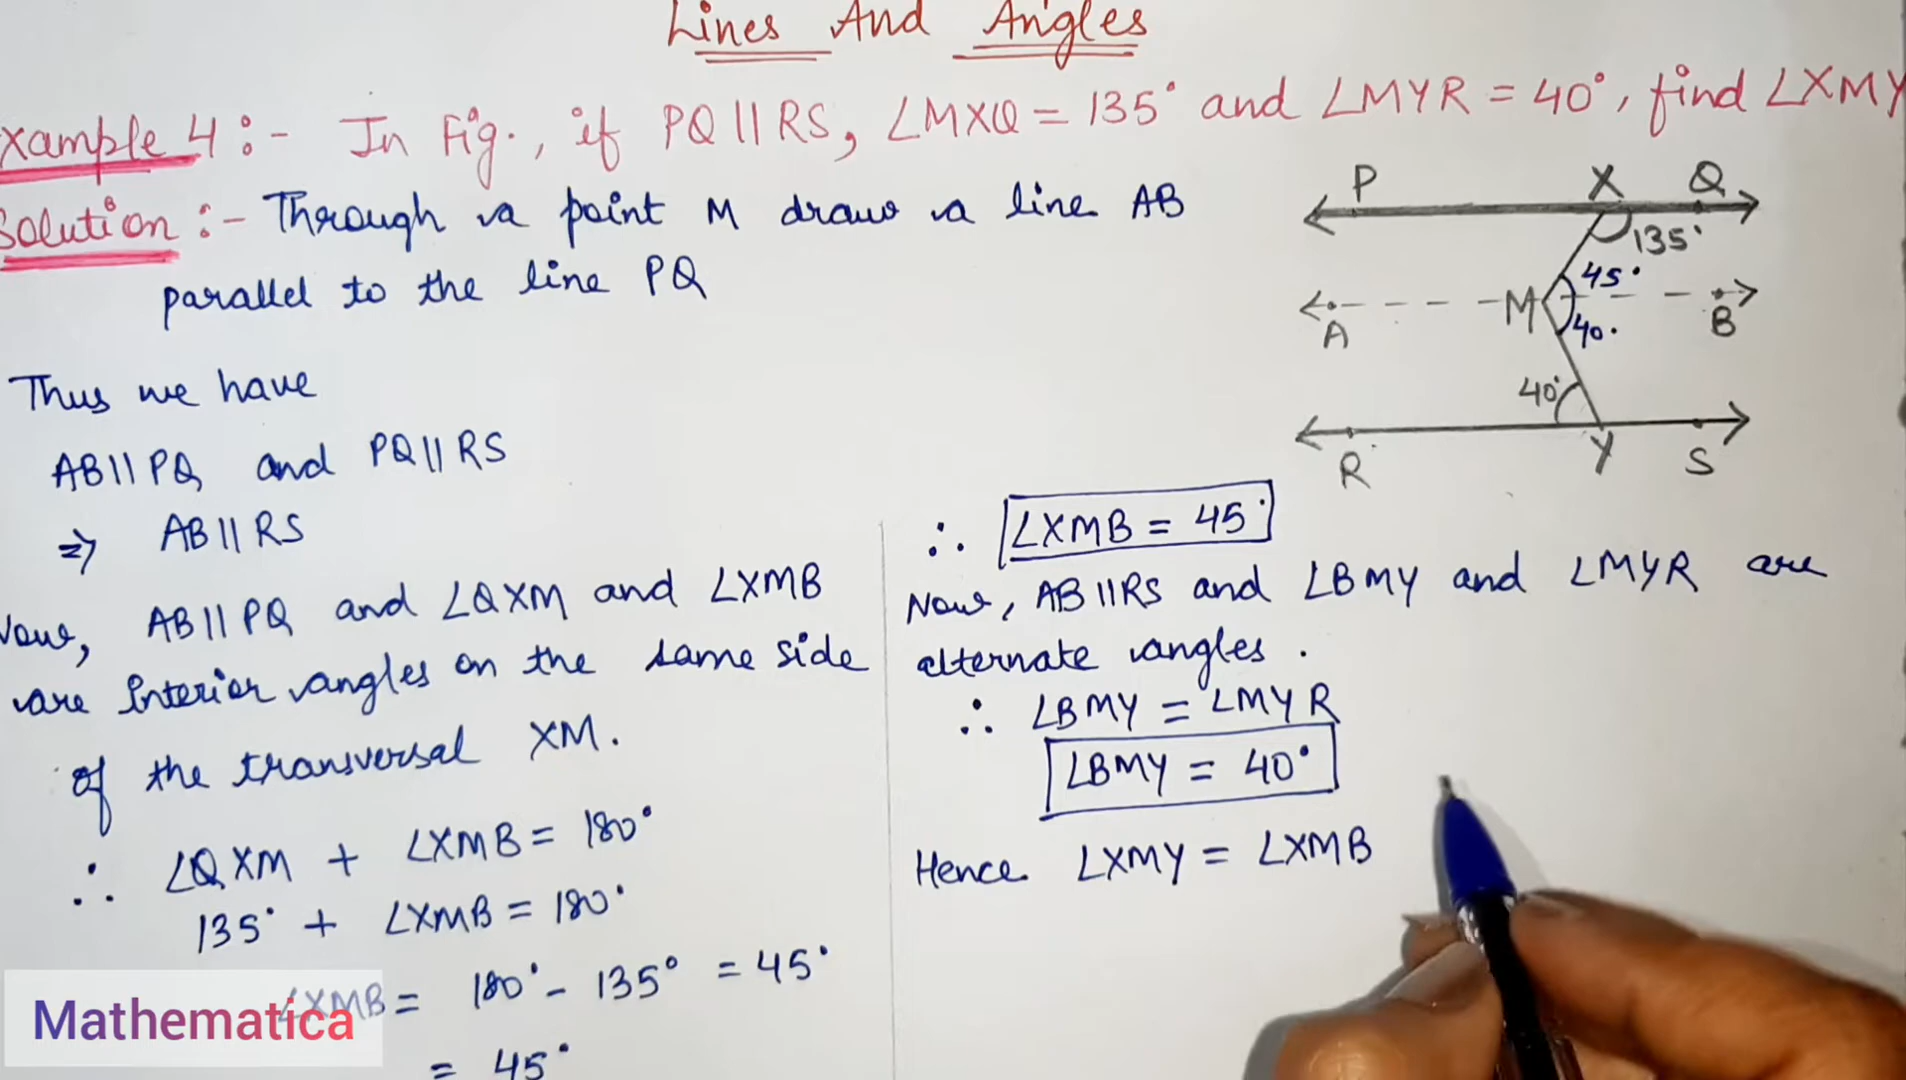 Lines And Angles
xample 4 :- In Fig., if PQ || RS, ∠MXQ = 135° and ∠MYR = 40°, find ∠XMY
Solution :- Through a point M draw a line AB
parallel to the line PQ
Thus we have
AB || PQ and PQ || RS
⇒ AB || RS
Now, AB || PQ and ∠QXM and ∠XMB
are Interior angles on the same side
of the transversal XM.
∴ ∠QXM + ∠XMB = 180°
135° + ∠XMB = 180°
∠XMB = 180° - 135° = 45°
= 45°
P X Q
135°
45°
A M B
40°
40°
R Y S
∴ ∠XMB = 45°
Now, AB || RS and ∠BMY and ∠MYR are
alternate angles.
∴ ∠BMY = ∠MYR
∠BMY = 40°
Hence ∠XMY = ∠XMB
Mathematica